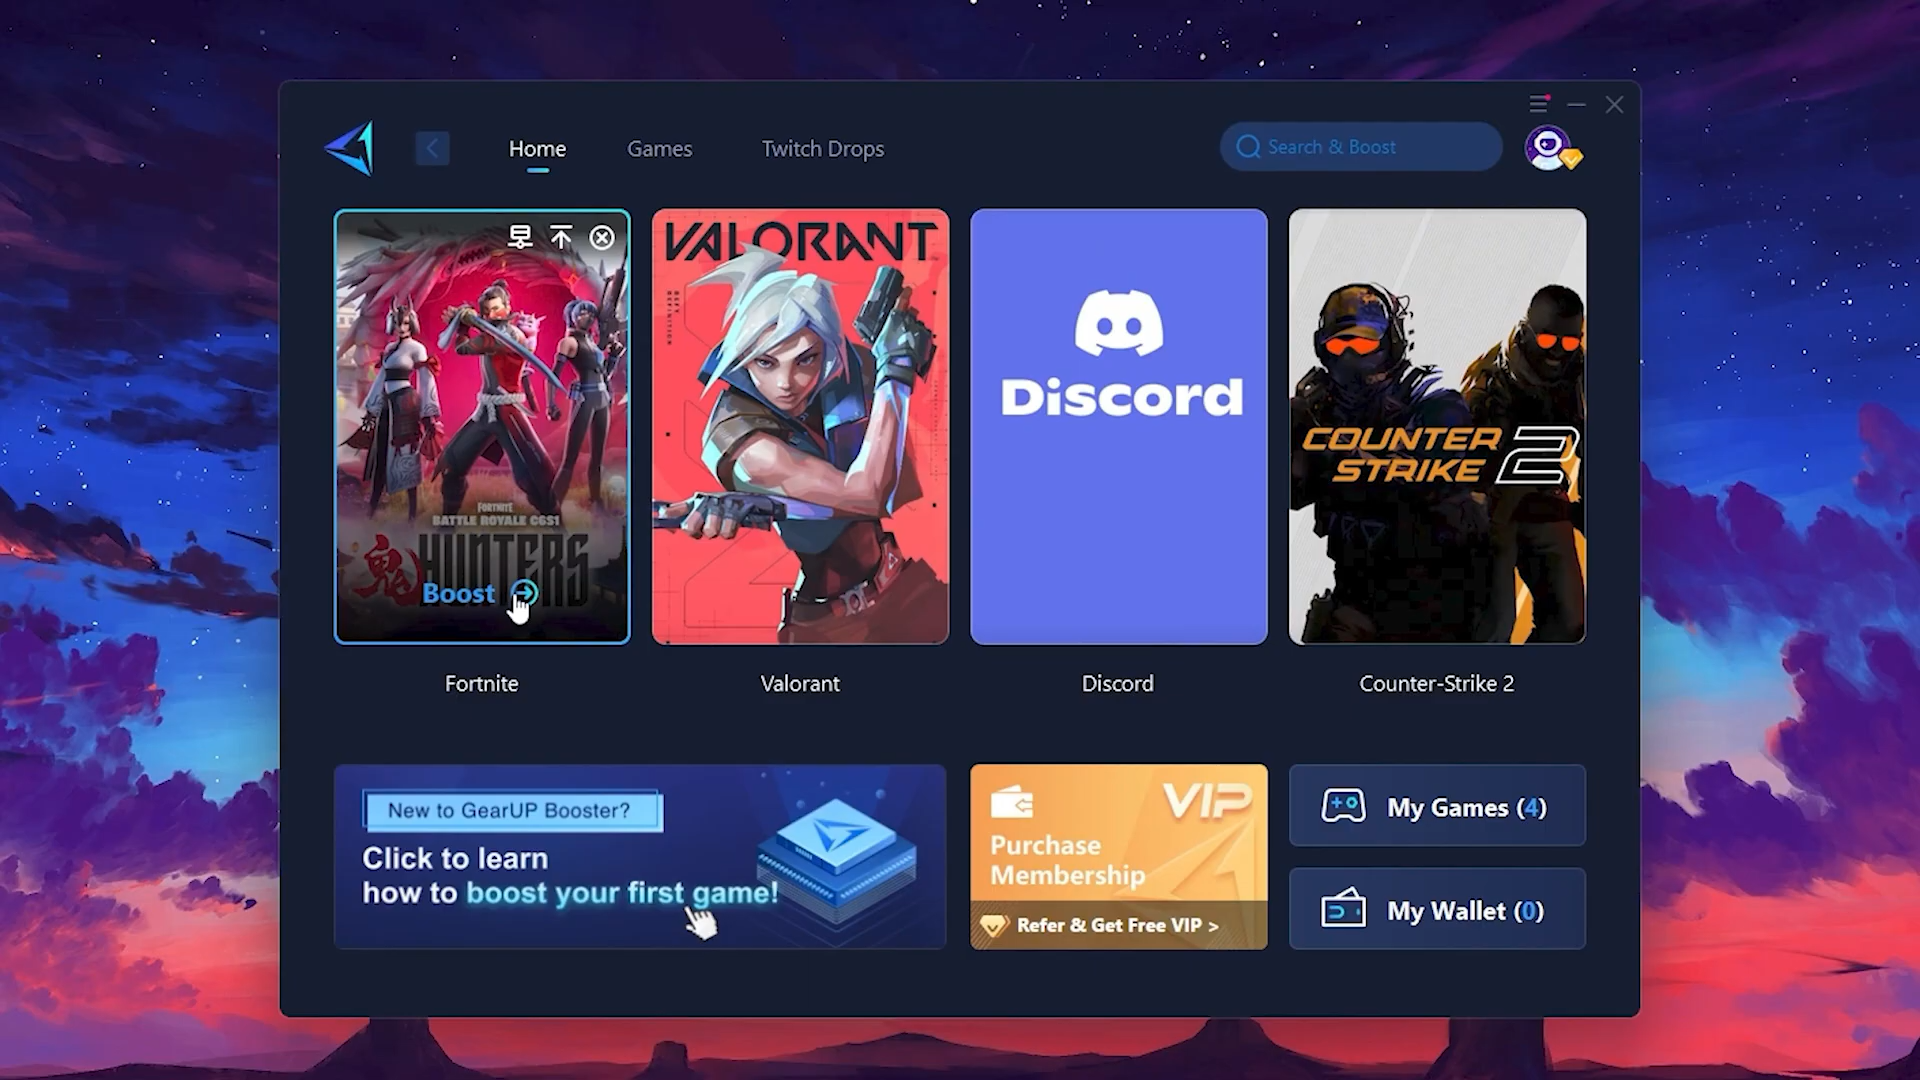 Home
Games
Twitch Drops
Search & Boost
FORTNITE
BATTLE ROYALE C6S1
鬼 HUNTERS
Boost
VALORANT
Discord
COUNTER
STRIKE 2
Fortnite
Valorant
Discord
Counter-Strike 2
New to GearUP Booster?
Click to learn
how to boost your first game!
VIP
Purchase
Membership
Refer & Get Free VIP >
My Games (4)
My Wallet (0)